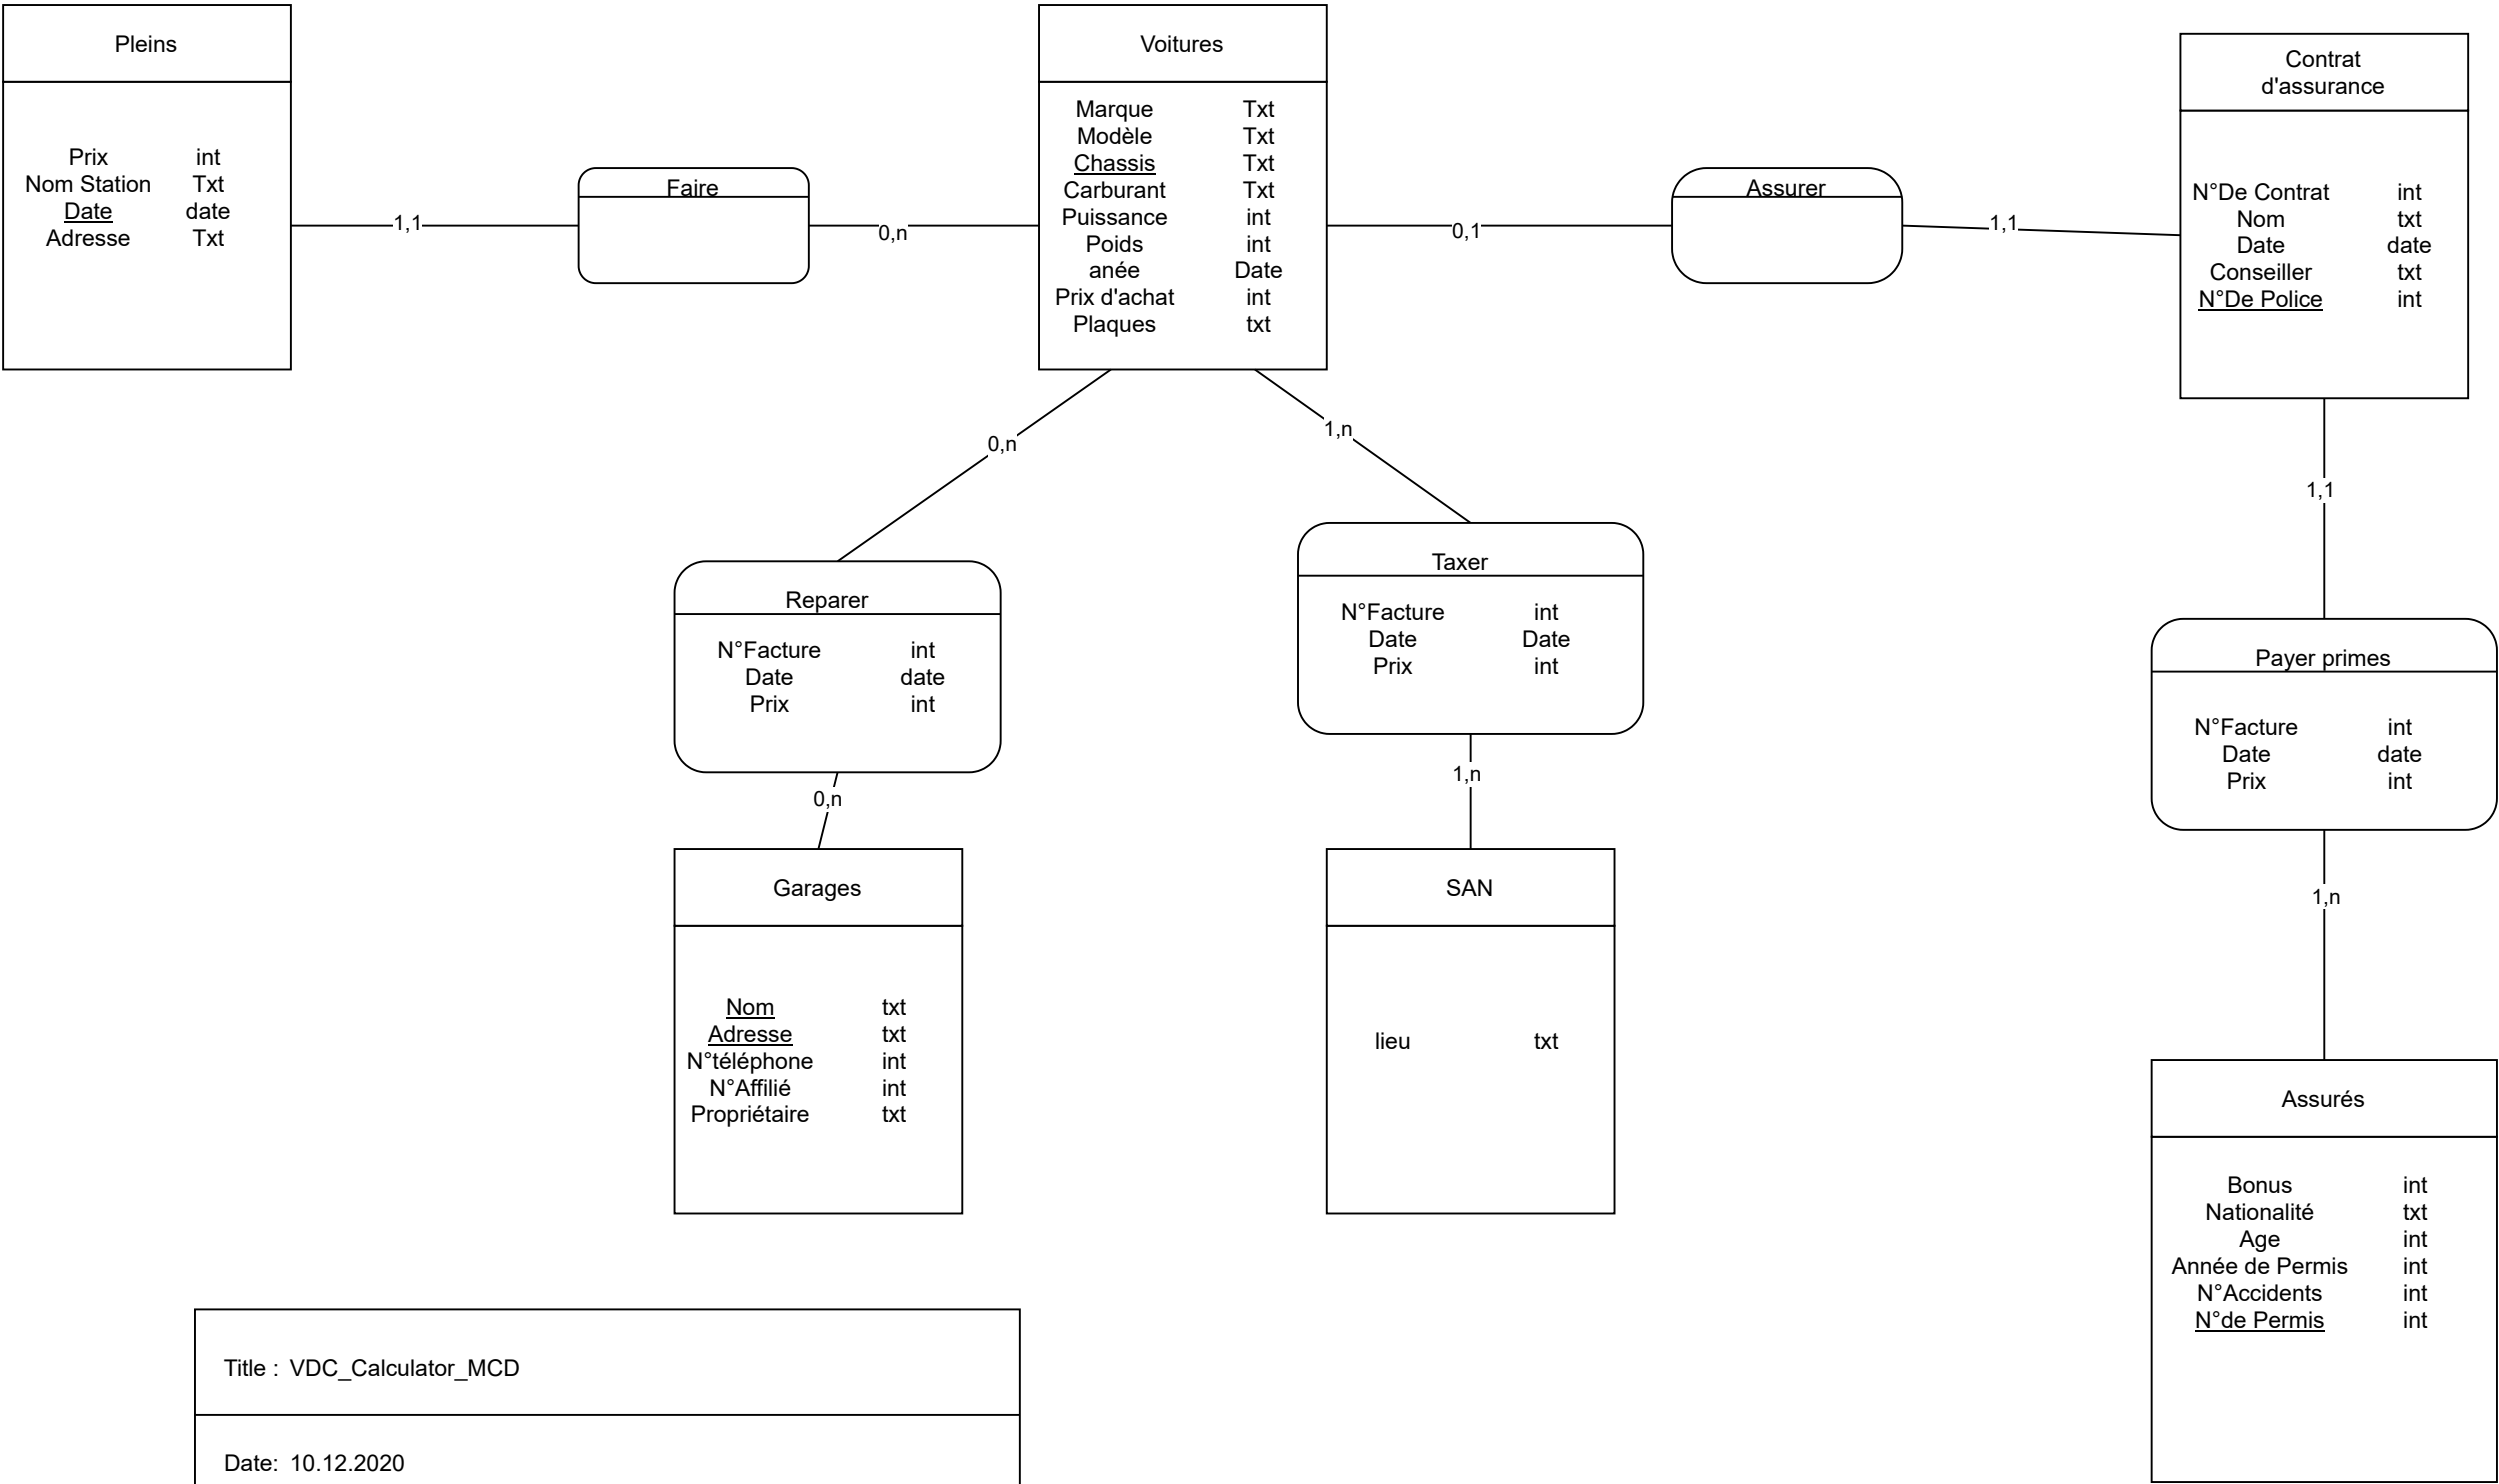 Pleins
Prix int
Nom Station Txt
Date date
Adresse Txt
1,1
Faire
0,n
Voitures
Marque Txt
Modèle Txt
Chassis Txt
Carburant Txt
Puissance int
Poids int
anée Date
Prix d'achat int
Plaques txt
0,1
Assurer
1,1
Contrat
d'assurance
N°De Contrat int
Nom txt
Date date
Conseiller txt
N°De Police int
0,n
1,n
1,1
Reparer
N°Facture int
Date date
Prix int
Taxer
N°Facture int
Date Date
Prix int
Payer primes
N°Facture int
Date date
Prix int
0,n
1,n
1,n
Garages
Nom txt
Adresse txt
N°téléphone int
N°Affilié int
Propriétaire txt
SAN
lieu txt
Assurés
Bonus int
Nationalité txt
Age int
Année de Permis int
N°Accidents int
N°de Permis int
Title : VDC_Calculator_MCD
Date: 10.12.2020